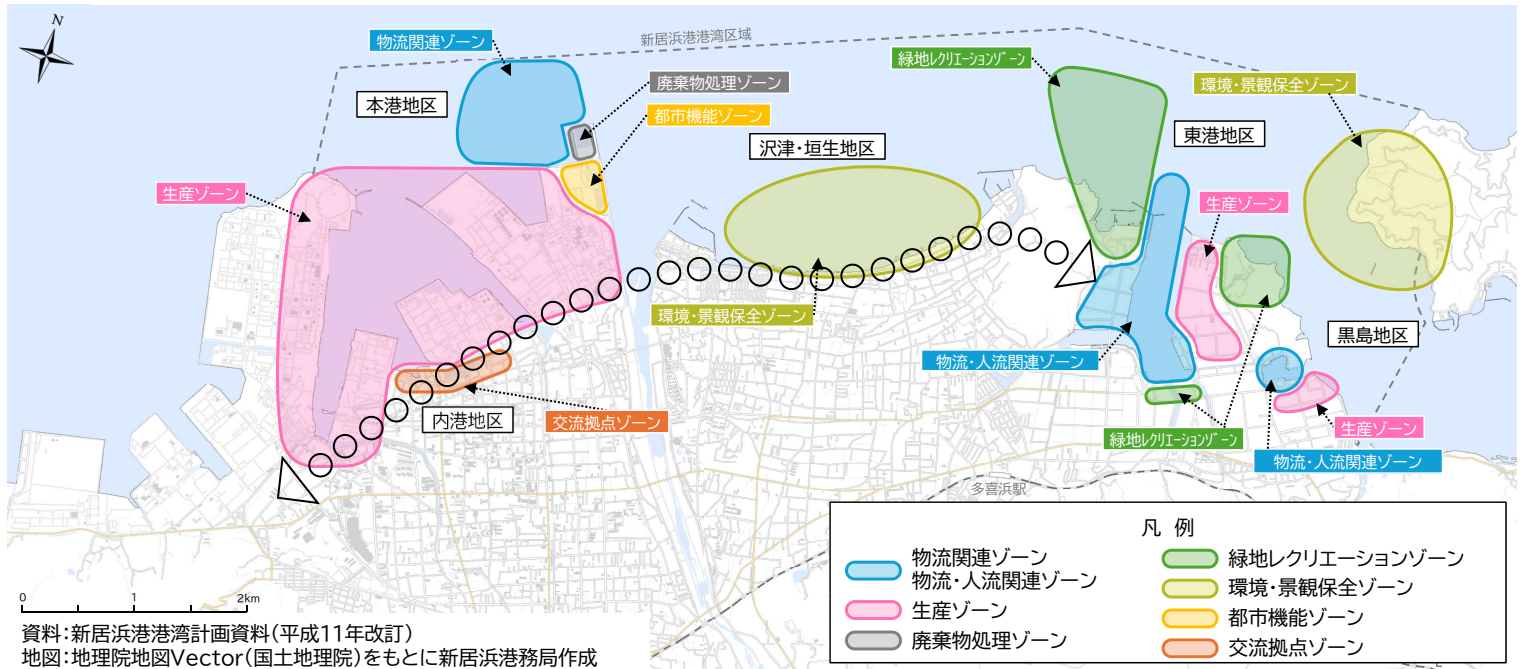 N
物流関連ゾーン
新居浜港港湾区域
緑地レクリエーションゾーン
廃棄物処理ゾーン
環境・景観保全ゾーン
本港地区
都市機能ゾーン
沢津・垣生地区
東港地区
生産ゾーン
生産ゾーン
環境・景観保全ゾーン
黒島地区
物流・人流関連ゾーン
内港地区
交流拠点ゾーン
緑地レクリエーションゾーン
生産ゾーン
物流・人流関連ゾーン
多喜浜駅
凡 例
物流関連ゾーン
物流・人流関連ゾーン
生産ゾーン
廃棄物処理ゾーン
緑地レクリエーションゾーン
環境・景観保全ゾーン
都市機能ゾーン
交流拠点ゾーン
0 1 2km
資料:新居浜港港湾計画資料(平成11年改訂)
地図:地理院地図Vector(国土地理院)をもとに新居浜港務局作成